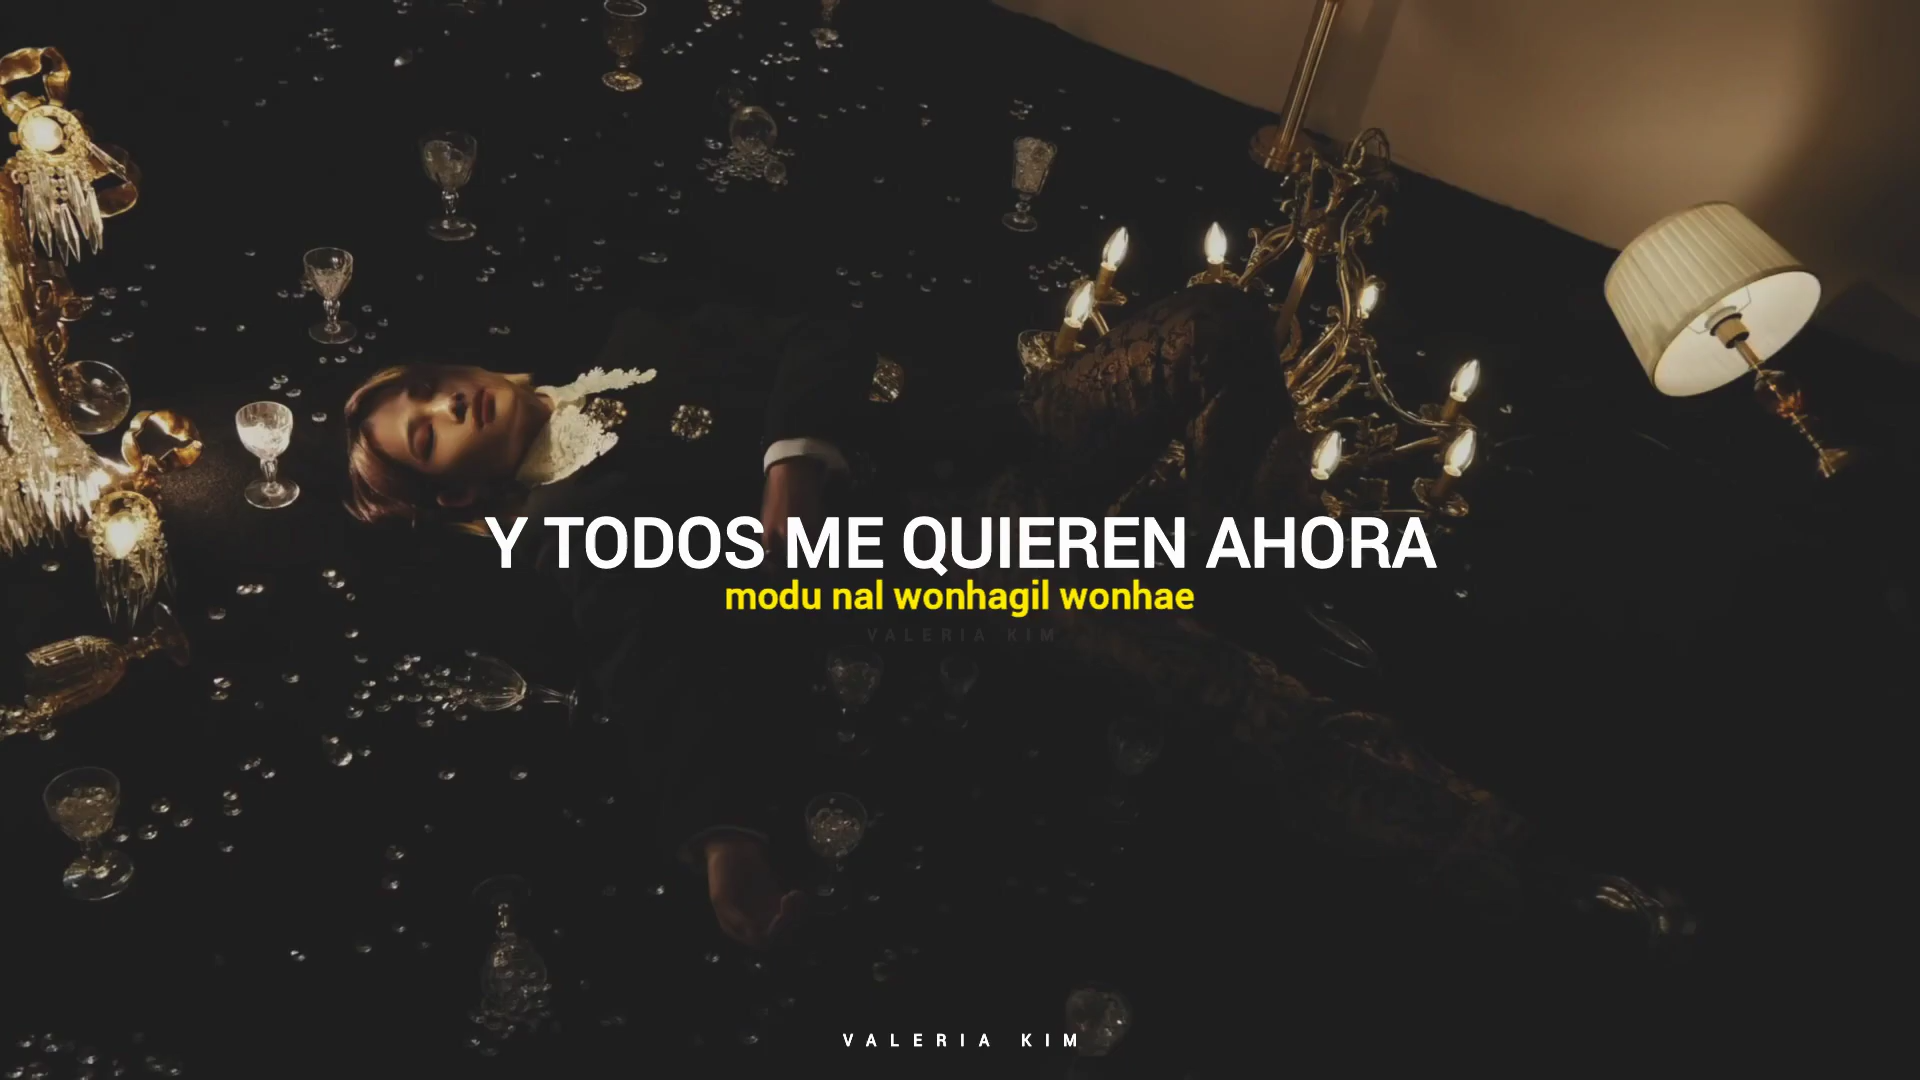 Y TODOS ME QUIEREN AHORA
modu nal wonhagil wonhae
VALERIA KIM
VALERIA KIM